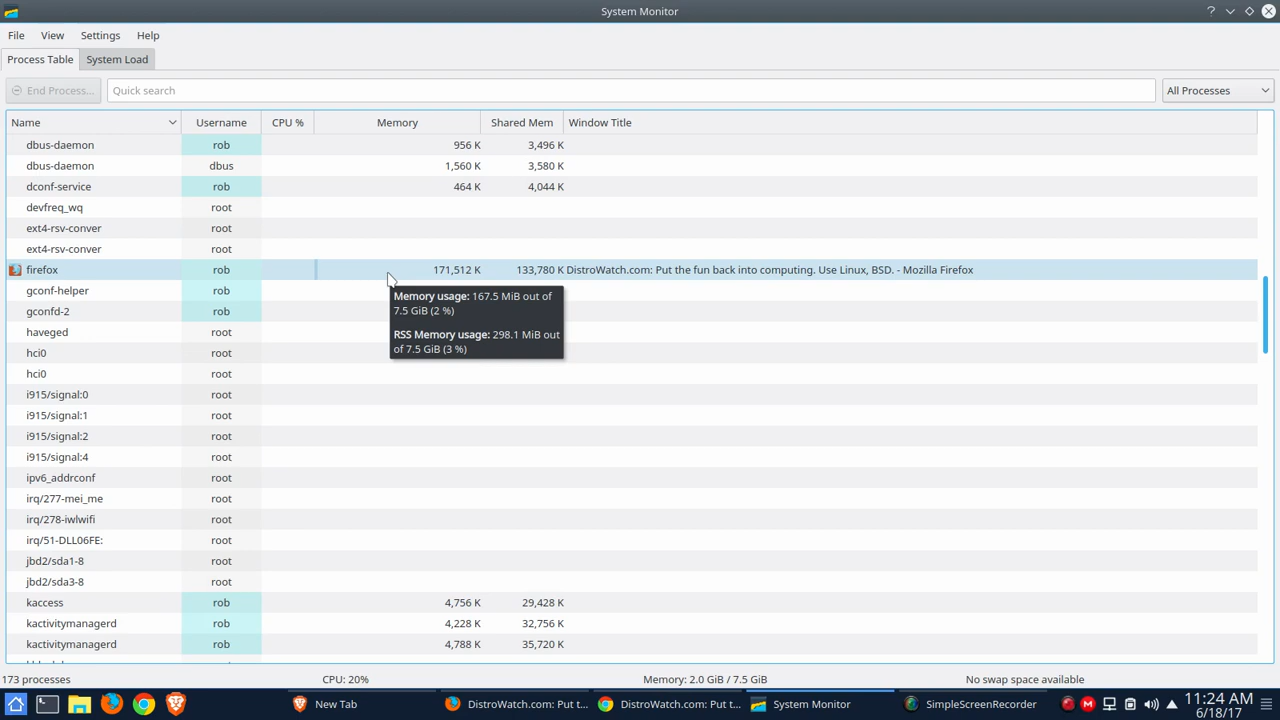 System Monitor
File View Settings Help
Process Table System Load
End Process... Quick search All Processes
Name Username CPU % Memory Shared Mem Window Title
dbus-daemon rob 956 K 3,496 K
dbus-daemon dbus 1,560 K 3,580 K
dconf-service rob 464 K 4,044 K
devfreq_wq root
ext4-rsv-conver root
ext4-rsv-conver root
firefox rob 171,512 K 133,780 K DistroWatch.com: Put the fun back into computing. Use Linux, BSD. - Mozilla Firefox
gconf-helper rob
gconfd-2 rob
haveged root
hci0 root
hci0 root
Memory usage: 167.5 MiB out of
7.5 GiB (2 %)
RSS Memory usage: 298.1 MiB out
of 7.5 GiB (3 %)
i915/signal:0 root
i915/signal:1 root
i915/signal:2 root
i915/signal:4 root
ipv6_addrconf root
irq/277-mei_me root
irq/278-iwlwifi root
irq/51-DLL06FE: root
jbd2/sda1-8 root
jbd2/sda3-8 root
kaccess rob 4,756 K 29,428 K
kactivitymanagerd rob 4,228 K 32,756 K
kactivitymanagerd rob 4,788 K 35,720 K
173 processes CPU: 20% Memory: 2.0 GiB / 7.5 GiB No swap space available
New Tab DistroWatch.com: Put t... DistroWatch.com: Put t... System Monitor SimpleScreenRecorder 11:24 AM
6/18/17